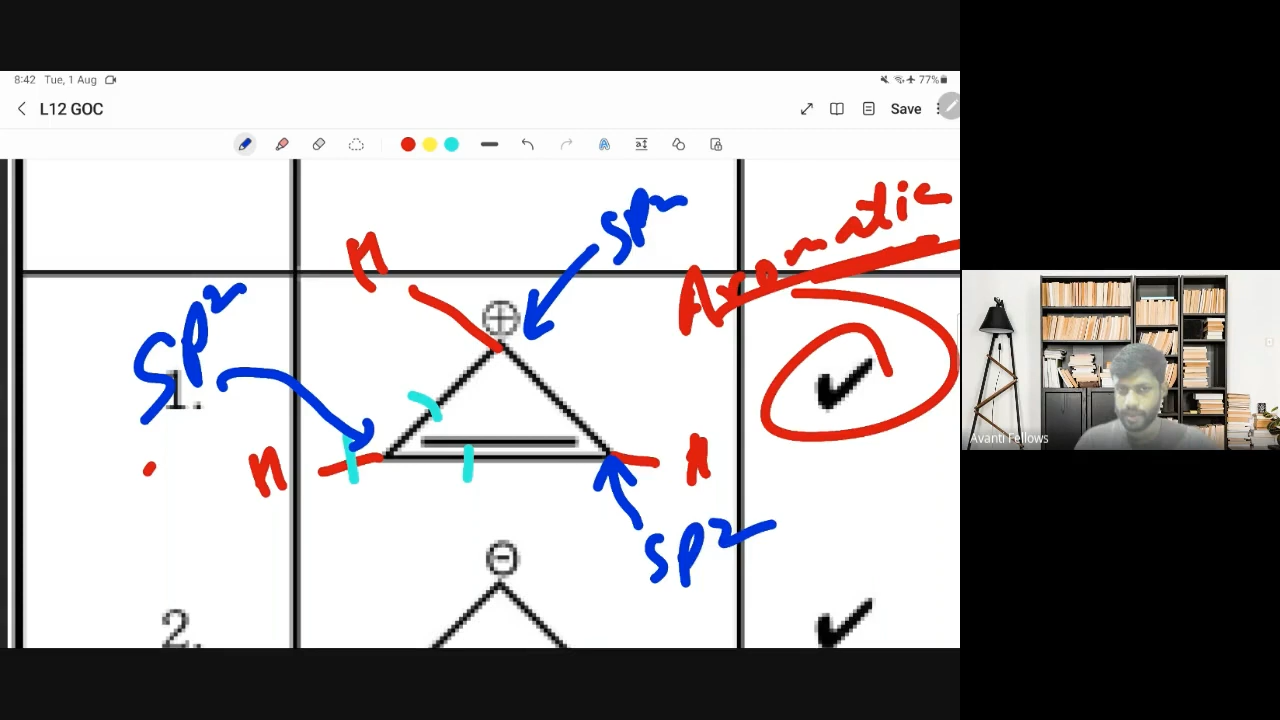 8:42 Tue, 1 Aug
77%
L12 GOC
Save
Aromatic
sp²
H
⊕
sp²
1.
H
H
sp²
⊖
2.
Avanti Fellows